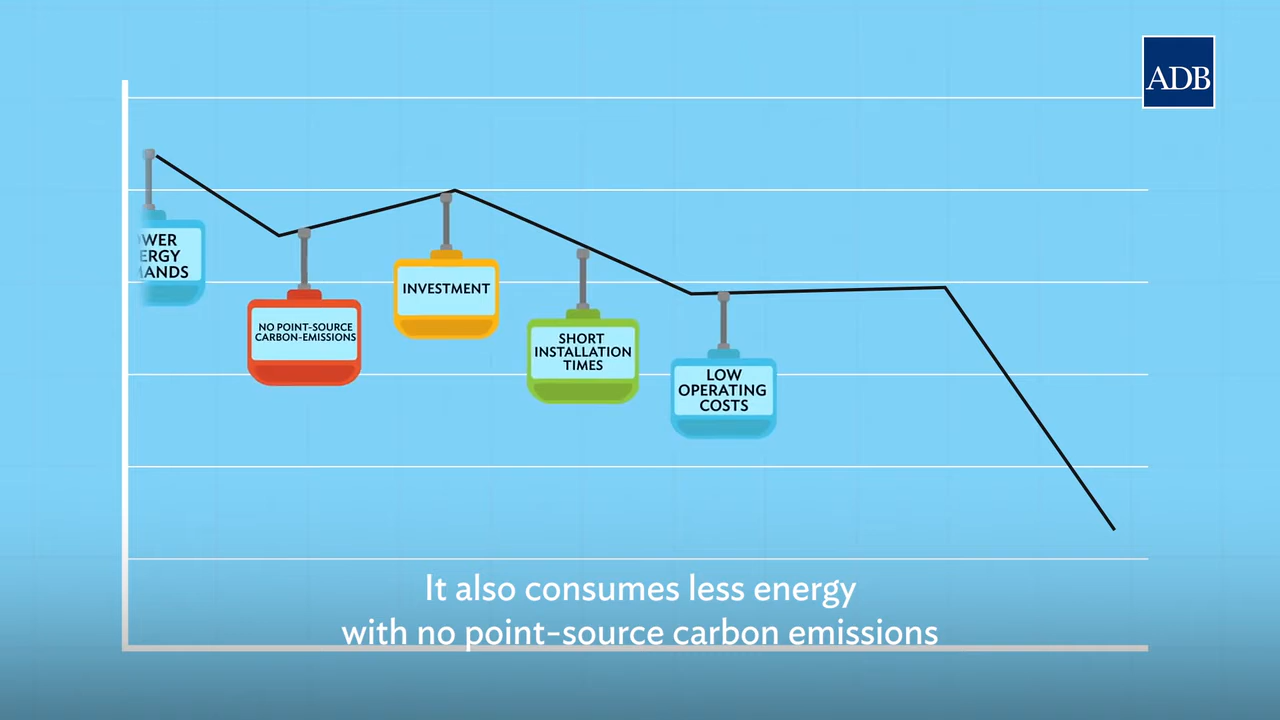 ADB
NO POINT-SOURCE
CARBON-EMISSIONS
INVESTMENT
SHORT
INSTALLATION
TIMES
LOW
OPERATING
COSTS
It also consumes less energy
with no point-source carbon emissions